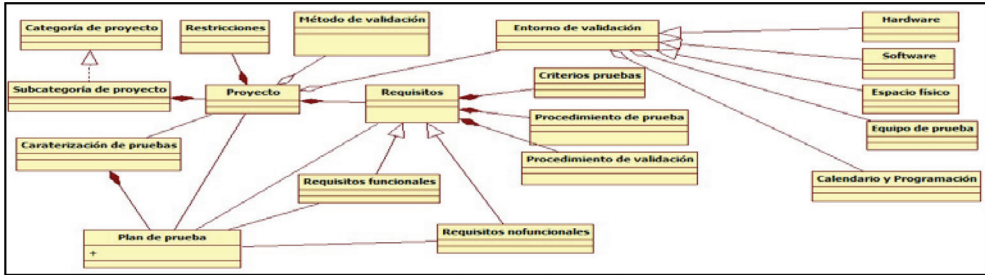 Categoría de proyecto
Restricciones
Método de validación
Entorno de validación
Hardware
Software
Subcategoría de proyecto
Proyecto
Requisitos
Criterios pruebas
Espacio físico
Procedimiento de prueba
Equipo de prueba
Caraterización de pruebas
Procedimiento de validación
Requisitos funcionales
Calendario y Programación
Plan de prueba
+
Requisitos nofuncionales